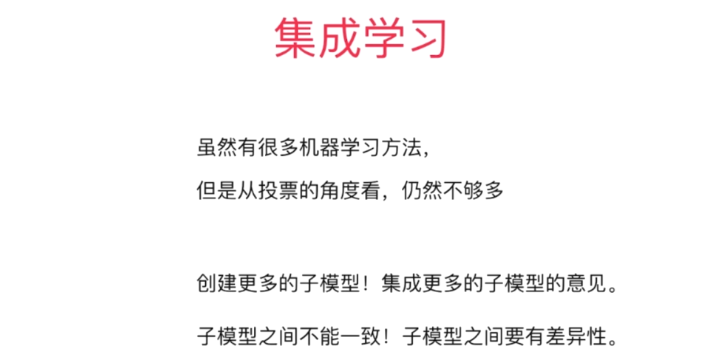 集成学习
虽然有很多机器学习方法，
但是从投票的角度看，仍然不够多
创建更多的子模型！集成更多的子模型的意见。
子模型之间不能一致！子模型之间要有差异性。